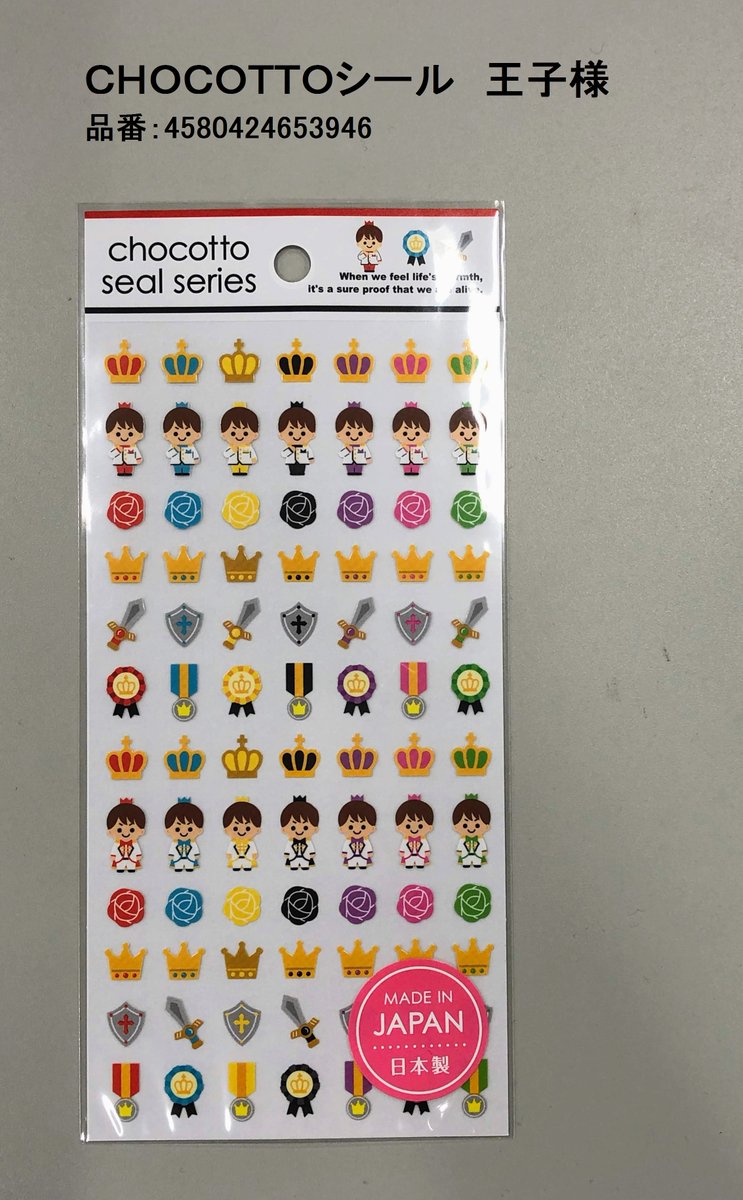 CHOCOTTOシール 王子様
品番：4580424653946
chocotto
seal series
When we feel life's
it's a sure proof that we alive.
MADE IN
JAPAN
日本製